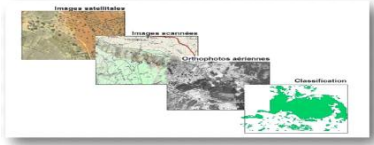 Images satellitales
Images scannées
Orthophotos aériennes
Classification